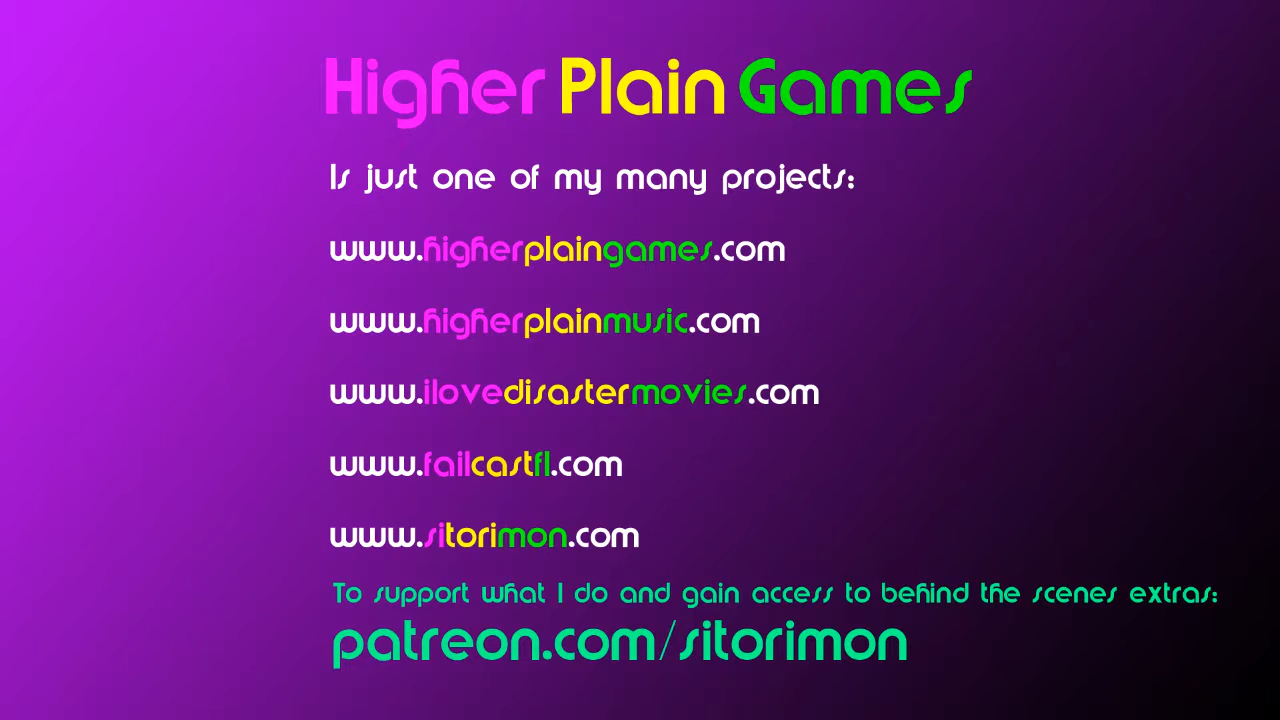 Higher Plain Games
Is just one of my many projects:
www.higherplaingames.com
www.higherplainmusic.com
www.ilovedisastermovies.com
www.failcastfl.com
www.sitorimon.com
To support what I do and gain access to behind the scenes extras:
patreon.com/sitorimon